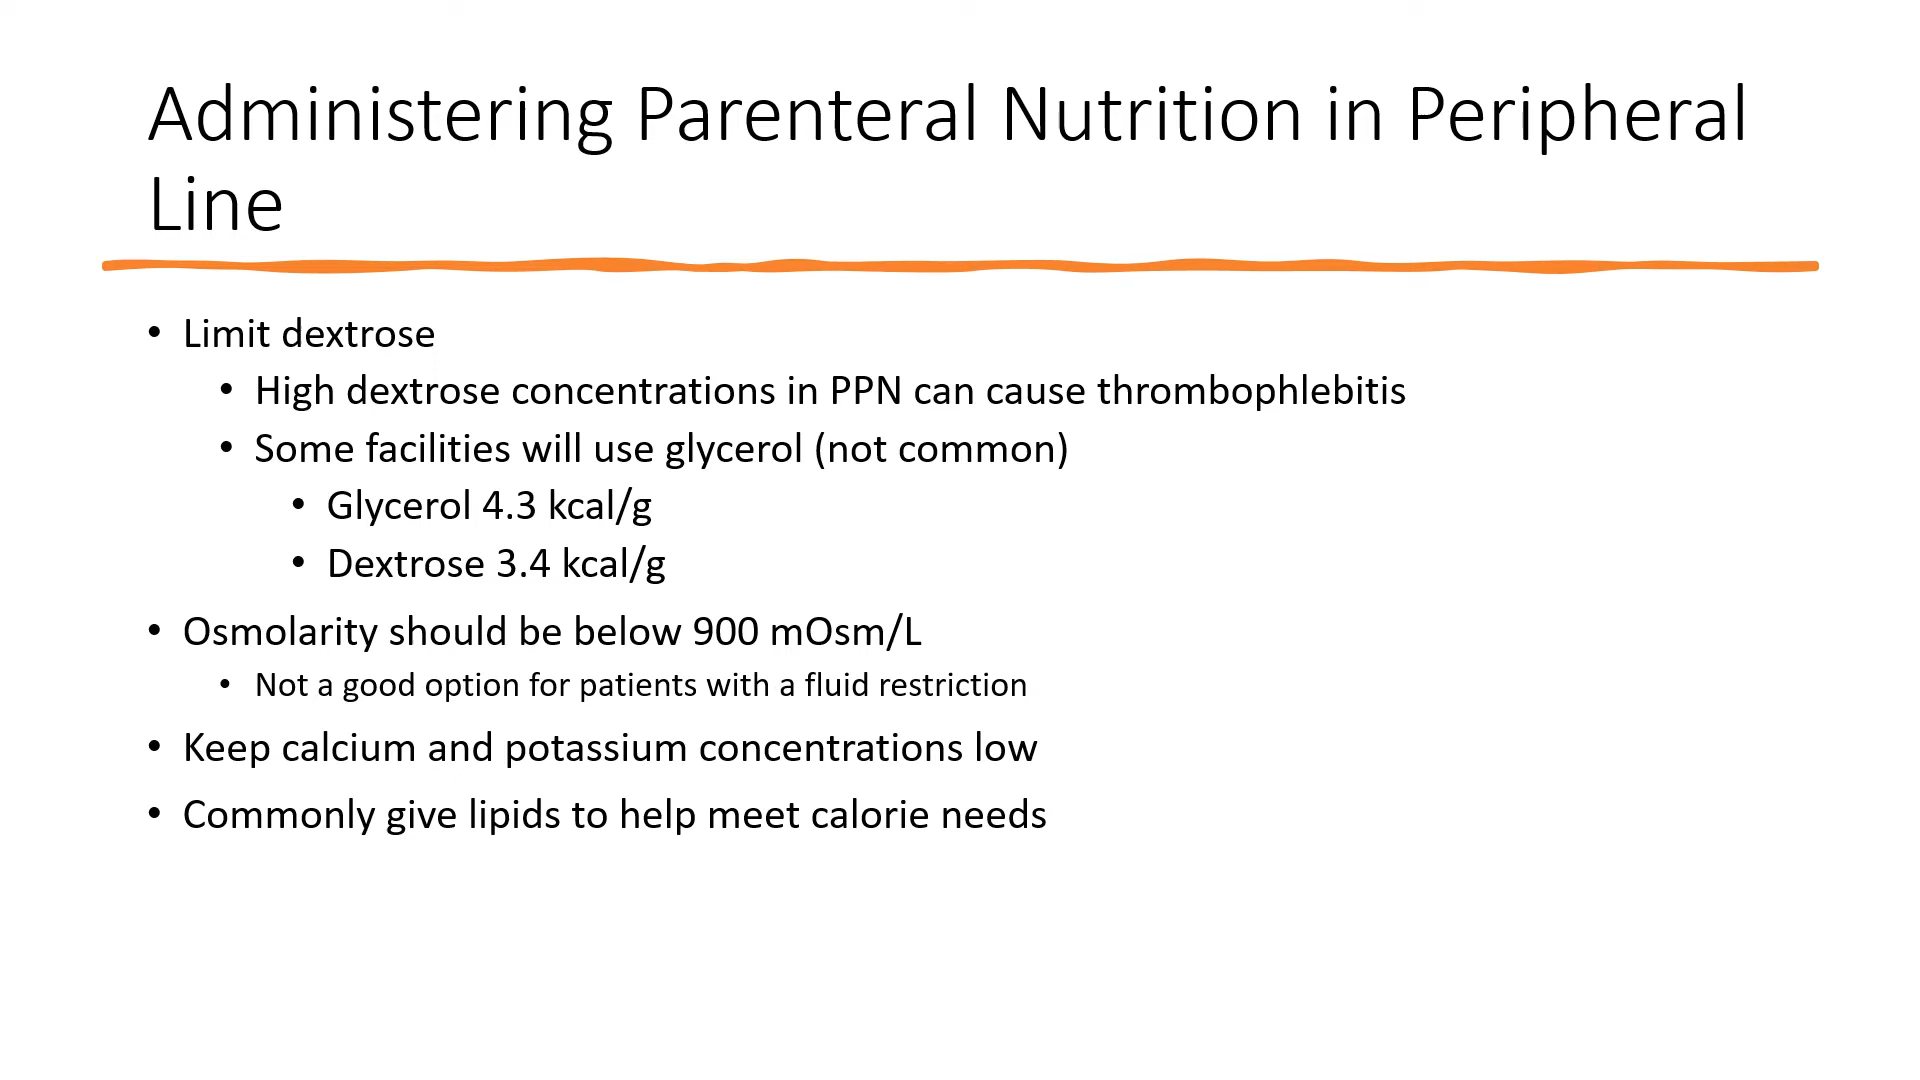 Administering Parenteral Nutrition in Peripheral
Line
• Limit dextrose
• High dextrose concentrations in PPN can cause thrombophlebitis
• Some facilities will use glycerol (not common)
• Glycerol 4.3 kcal/g
• Dextrose 3.4 kcal/g
• Osmolarity should be below 900 mOsm/L
• Not a good option for patients with a fluid restriction
• Keep calcium and potassium concentrations low
• Commonly give lipids to help meet calorie needs